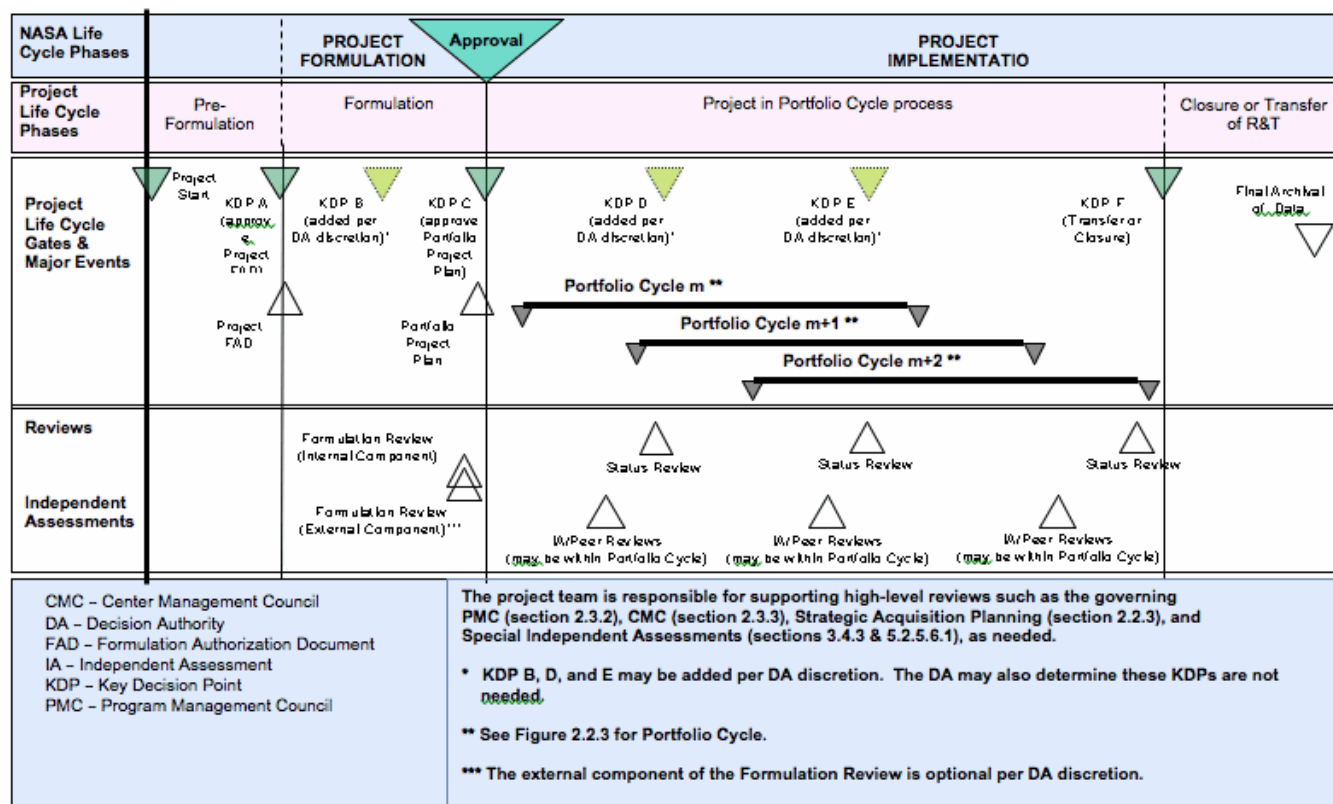 NASA Life
Cycle Phases
PROJECT
FORMULATION
Approval
PROJECT
IMPLEMENTATIO
Project
Life Cycle
Phases
Pre-
Formulation
Formulation
Project in Portfolio Cycle process
Closure or Transfer
of R&T
Project
Life Cycle
Gates &
Major Events
Project
Start
KDP A
(approv
e
Project
FAD)
KDP B
(added per
DA discretion)*
KDP C
(approve
Portfolio
Project
Plan)
KDP D
(added per
DA discretion)*
KDP E
(added per
DA discretion)*
KDP F
(Transfer or
Closure)
Final Archival
of Data
Project
FAD
Portfolio
Project
Plan
Portfolio Cycle m **
Portfolio Cycle m+1 **
Portfolio Cycle m+2 **
Reviews
Formulation Review
(Internal Component)
Status Review
Status Review
Status Review
Independent
Assessments
Formulation Review
(External Component)***
IA/Peer Reviews
(may be within Portfolio Cycle)
IA/Peer Reviews
(may be within Portfolio Cycle)
IA/Peer Reviews
(may be within Portfolio Cycle)
CMC – Center Management Council
DA – Decision Authority
FAD – Formulation Authorization Document
IA – Independent Assessment
KDP – Key Decision Point
PMC – Program Management Council
The project team is responsible for supporting high-level reviews such as the governing
PMC (section 2.3.2), CMC (section 2.3.3), Strategic Acquisition Planning (section 2.2.3), and
Special Independent Assessments (sections 3.4.3 & 5.2.5.6.1), as needed.
* KDP B, D, and E may be added per DA discretion. The DA may also determine these KDPs are not
needed.
** See Figure 2.2.3 for Portfolio Cycle.
*** The external component of the Formulation Review is optional per DA discretion.